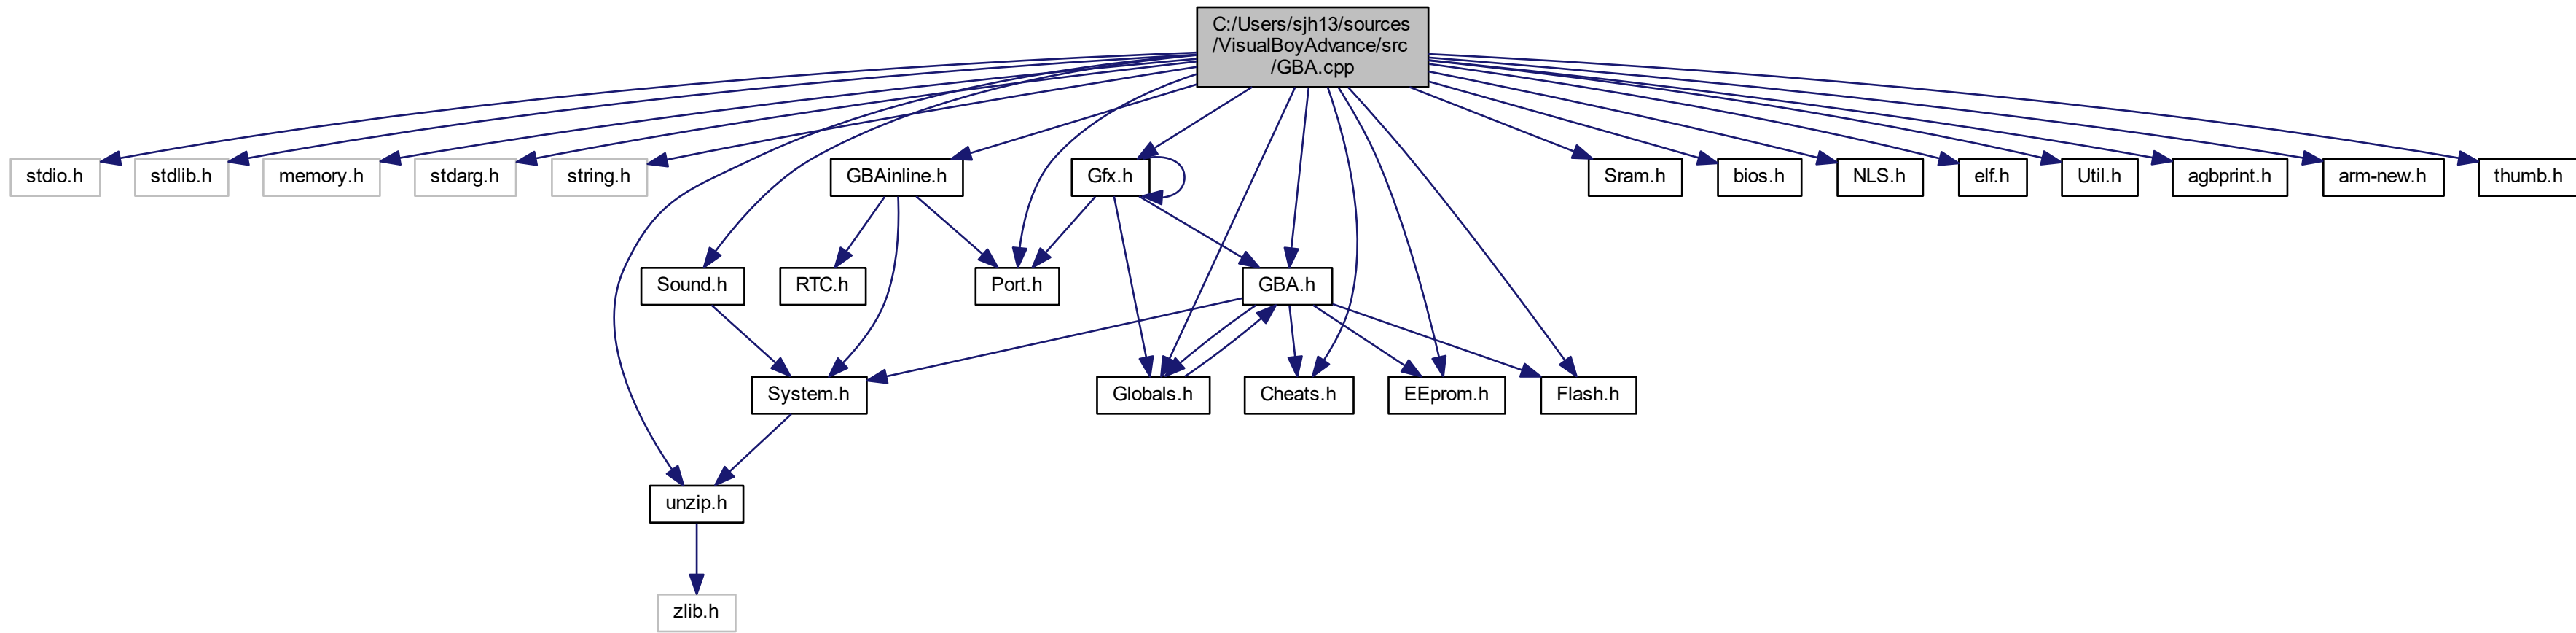 C:/Users/sjh13/sources
/VisualBoyAdvance/src
/GBA.cpp
stdio.h
stdlib.h
memory.h
stdarg.h
string.h
GBAinline.h
Gfx.h
Sram.h
bios.h
NLS.h
elf.h
Util.h
agbprint.h
arm-new.h
thumb.h
Sound.h
RTC.h
Port.h
GBA.h
System.h
Globals.h
Cheats.h
EEprom.h
Flash.h
unzip.h
zlib.h